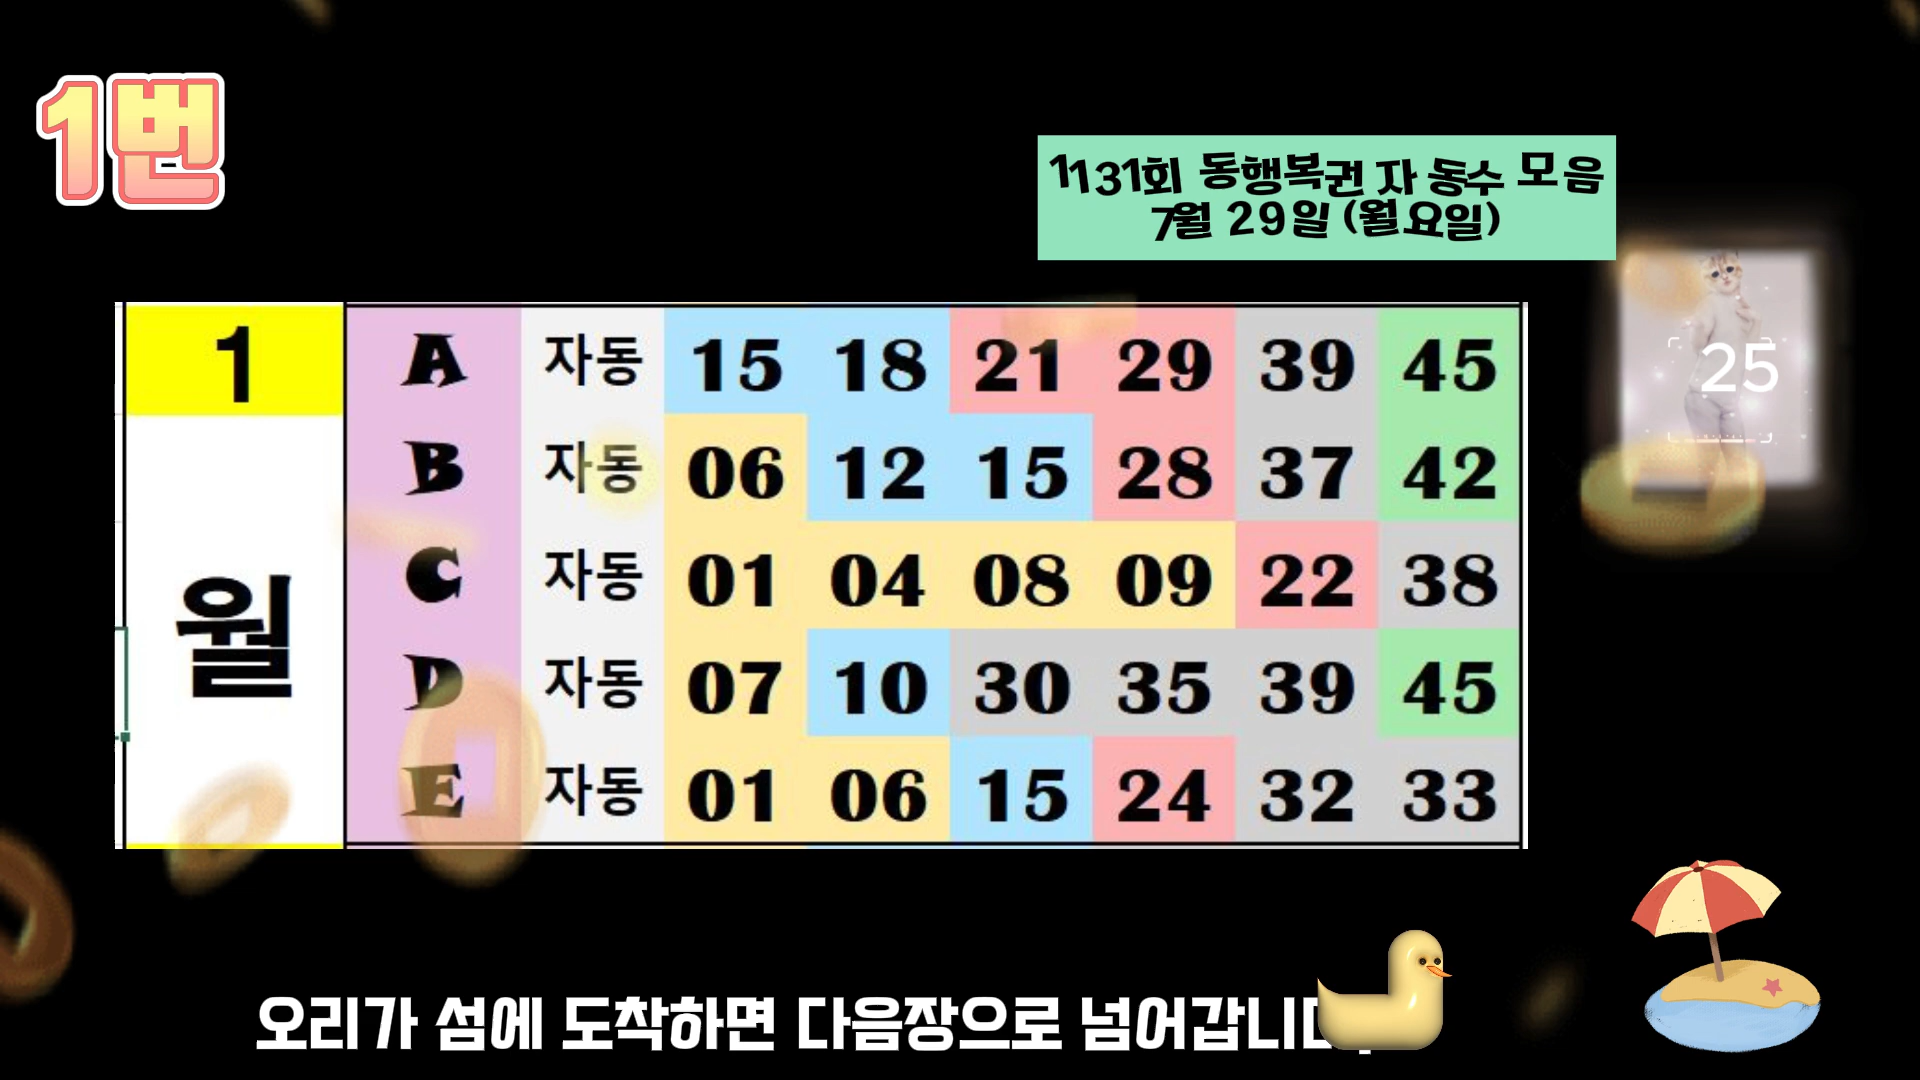 1번
1131회 동행복권 자동수 모음
7월 29일 (월요일)
1 A 자동 15 18 21 29 39 45
B 자동 06 12 15 28 37 42
월 C 자동 01 04 08 09 22 38
D 자동 07 10 30 35 39 45
E 자동 01 06 15 24 32 33
25
오리가 섬에 도착하면 다음장으로 넘어갑니다.